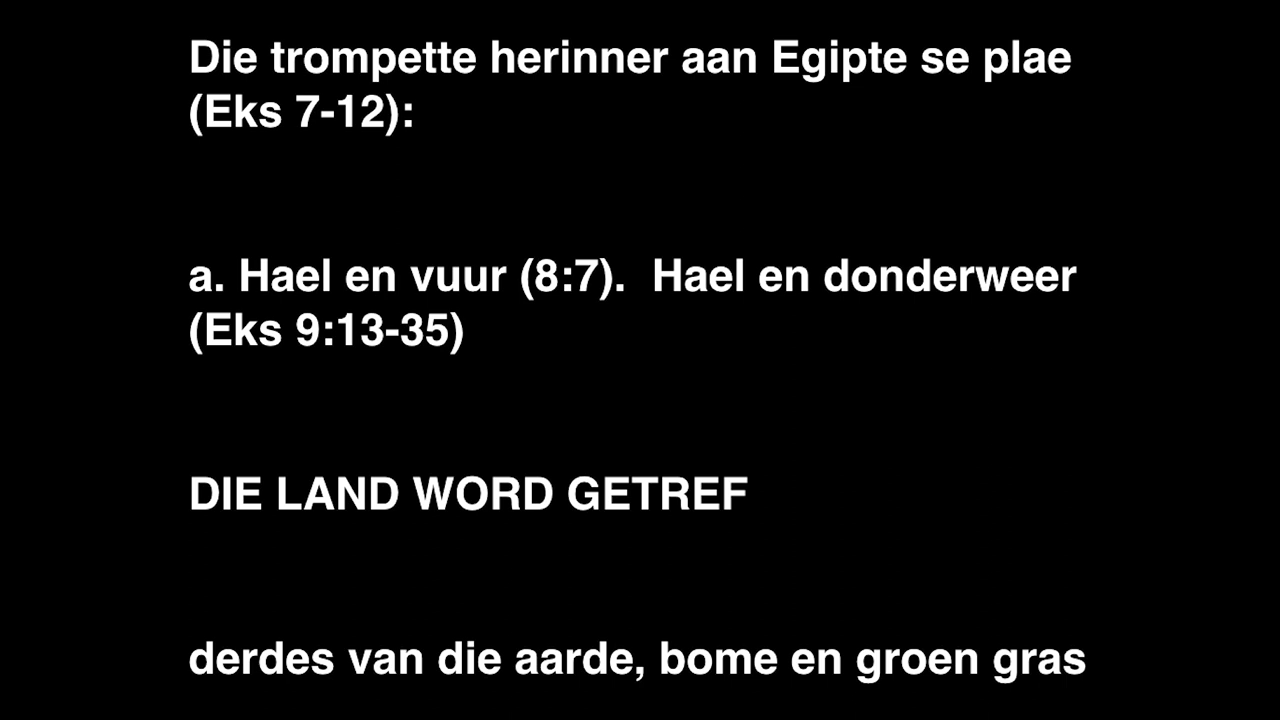 Die trompette herinner aan Egipte se plae
(Eks 7-12):
a. Hael en vuur (8:7).  Hael en donderweer
(Eks 9:13-35)
DIE LAND WORD GETREF
derdes van die aarde, bome en groen gras